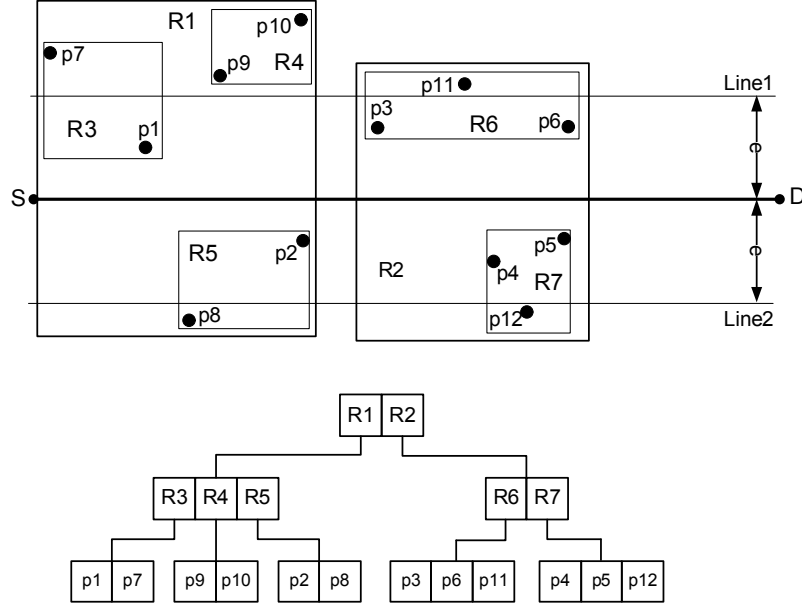 R1
p10
p7
p9
R4
p11
Line1
p3
p1
R3
R6
p6
e
S
D
R5
p2
p5
e
R2
p4
R7
p8
p12
Line2
R1 R2
R3 R4 R5
R6 R7
p1 p7
p9 p10
p2 p8
p3 p6 p11
p4 p5 p12